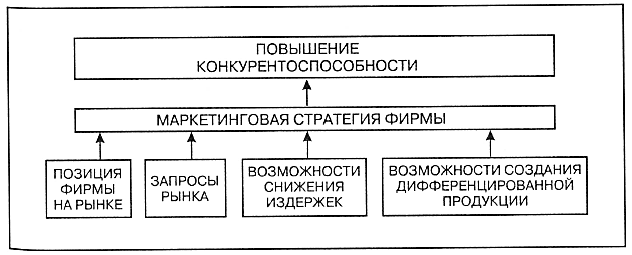 ПОВЫШЕНИЕ
КОНКУРЕНТОСПОСОБНОСТИ
МАРКЕТИНГОВАЯ СТРАТЕГИЯ ФИРМЫ
ПОЗИЦИЯ
ФИРМЫ
НА РЫНКЕ
ЗАПРОСЫ
РЫНКА
ВОЗМОЖНОСТИ
СНИЖЕНИЯ
ИЗДЕРЖЕК
ВОЗМОЖНОСТИ СОЗДАНИЯ
ДИФФЕРЕНЦИРОВАННОЙ
ПРОДУКЦИИ